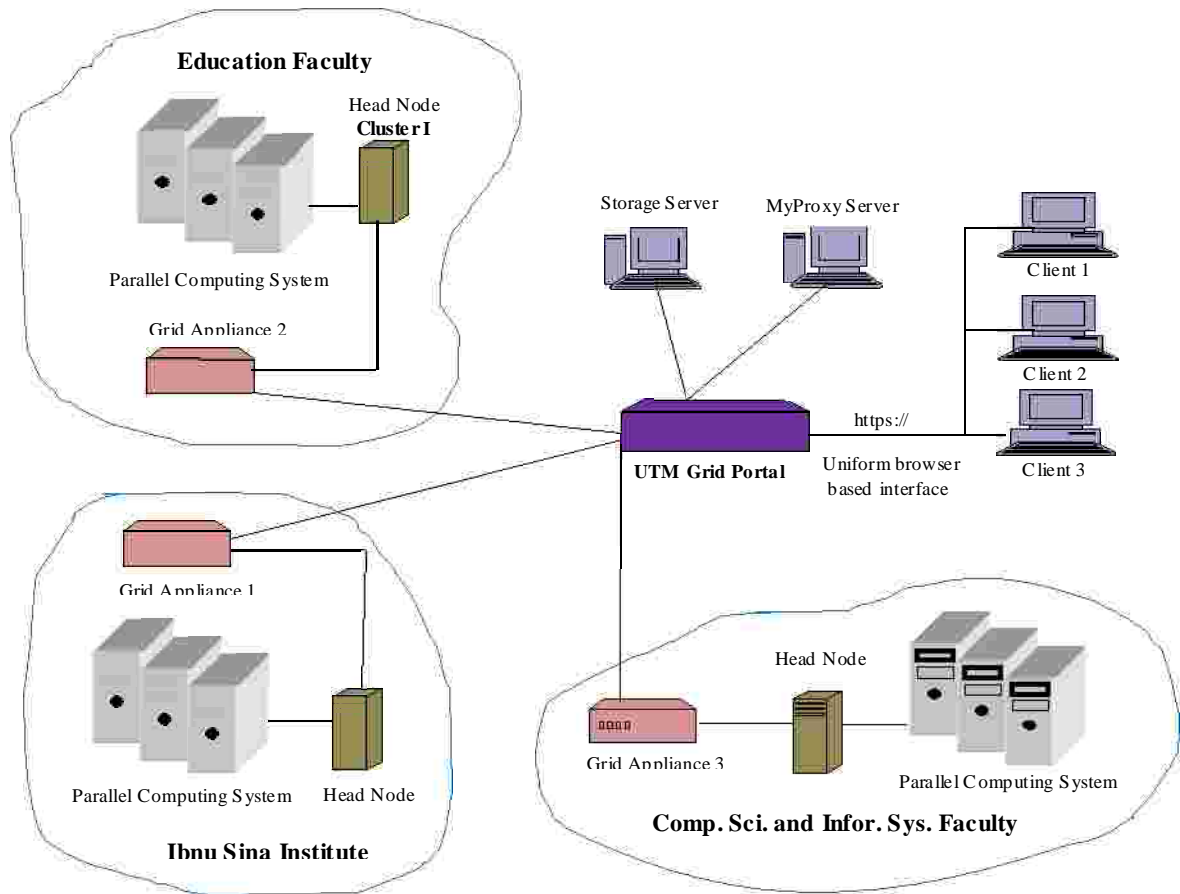 Education Faculty
Head Node
Cluster I
Parallel Computing System
Grid Appliance 2
Storage Server
MyProxy Server
Client 1
Client 2
Client 3
https://
Uniform browser
based interface
UTM Grid Portal
Grid Appliance 1
Parallel Computing System
Head Node
Ibnu Sina Institute
Head Node
Grid Appliance 3
Parallel Computing System
Comp. Sci. and Infor. Sys. Faculty